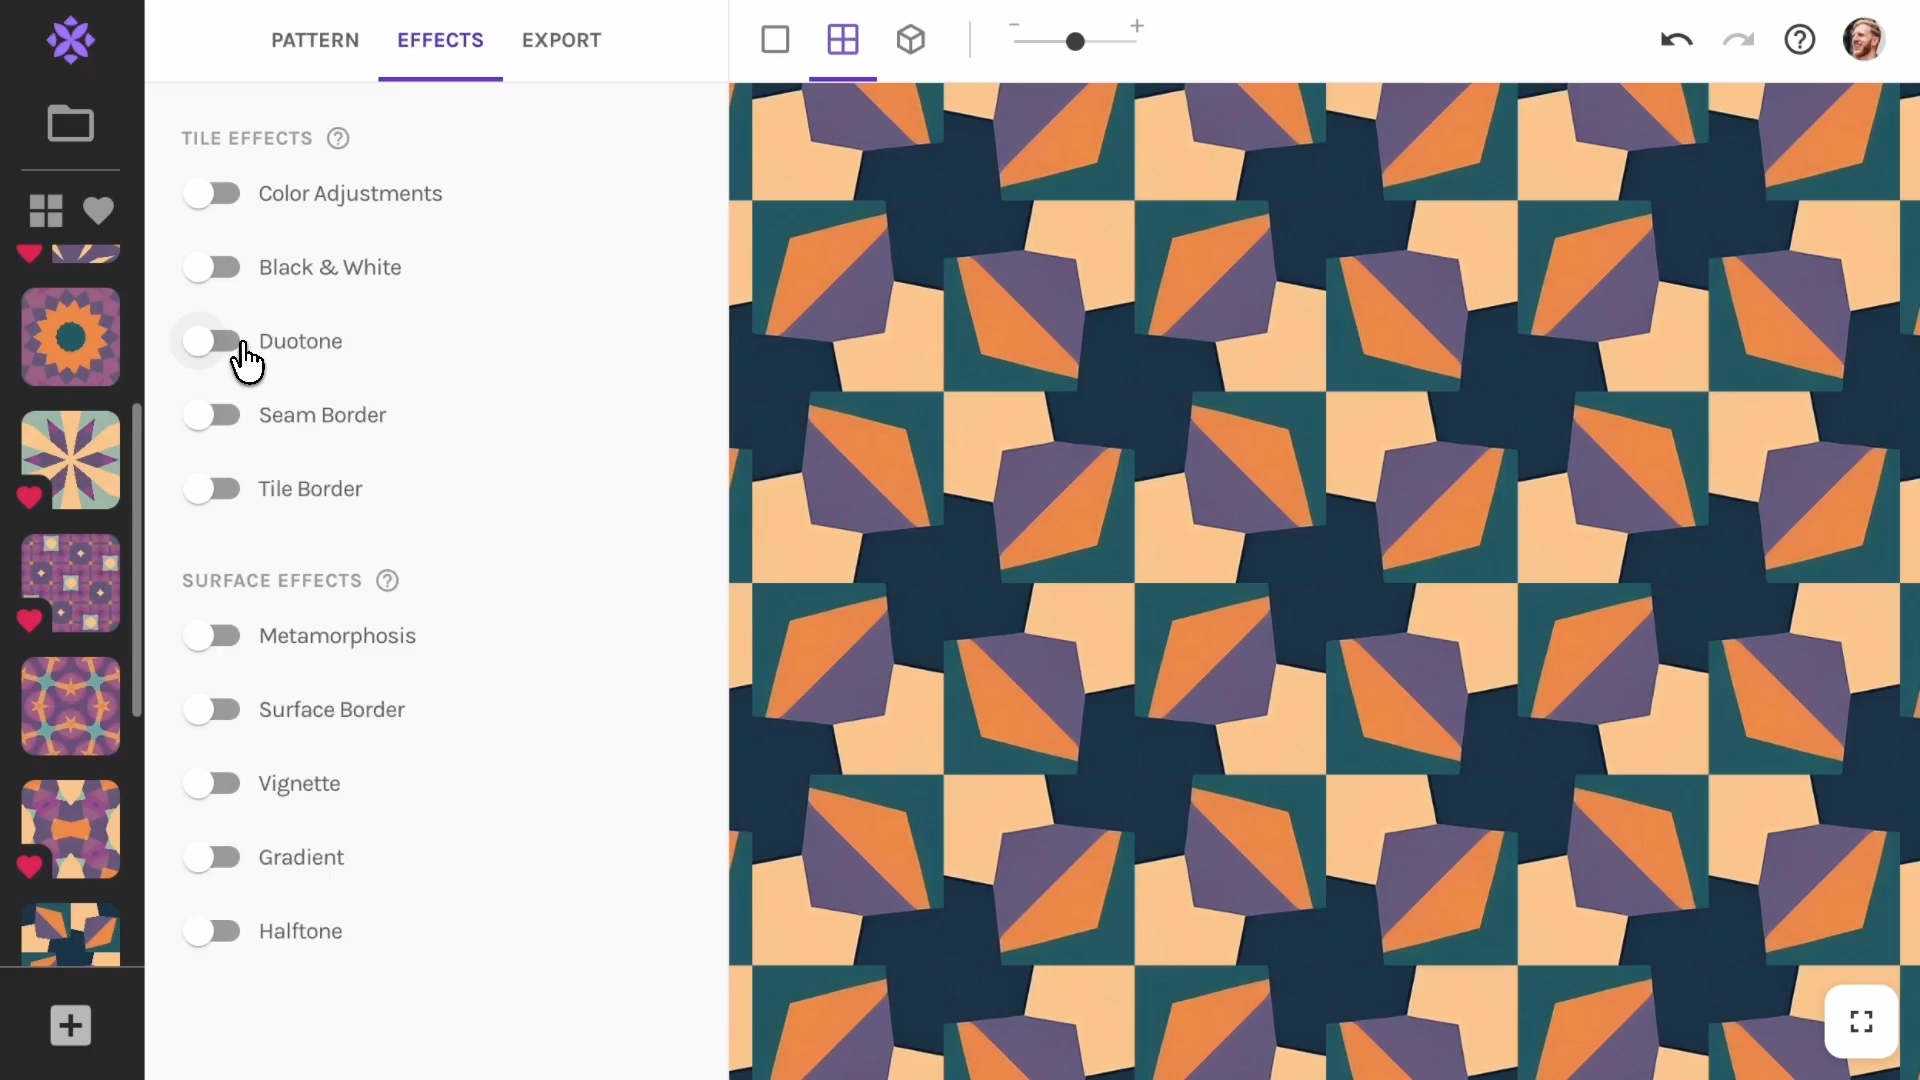 PATTERN
EFFECTS
EXPORT
TILE EFFECTS
Color Adjustments
Black & White
Duotone
Seam Border
Tile Border
SURFACE EFFECTS
Metamorphosis
Surface Border
Vignette
Gradient
Halftone